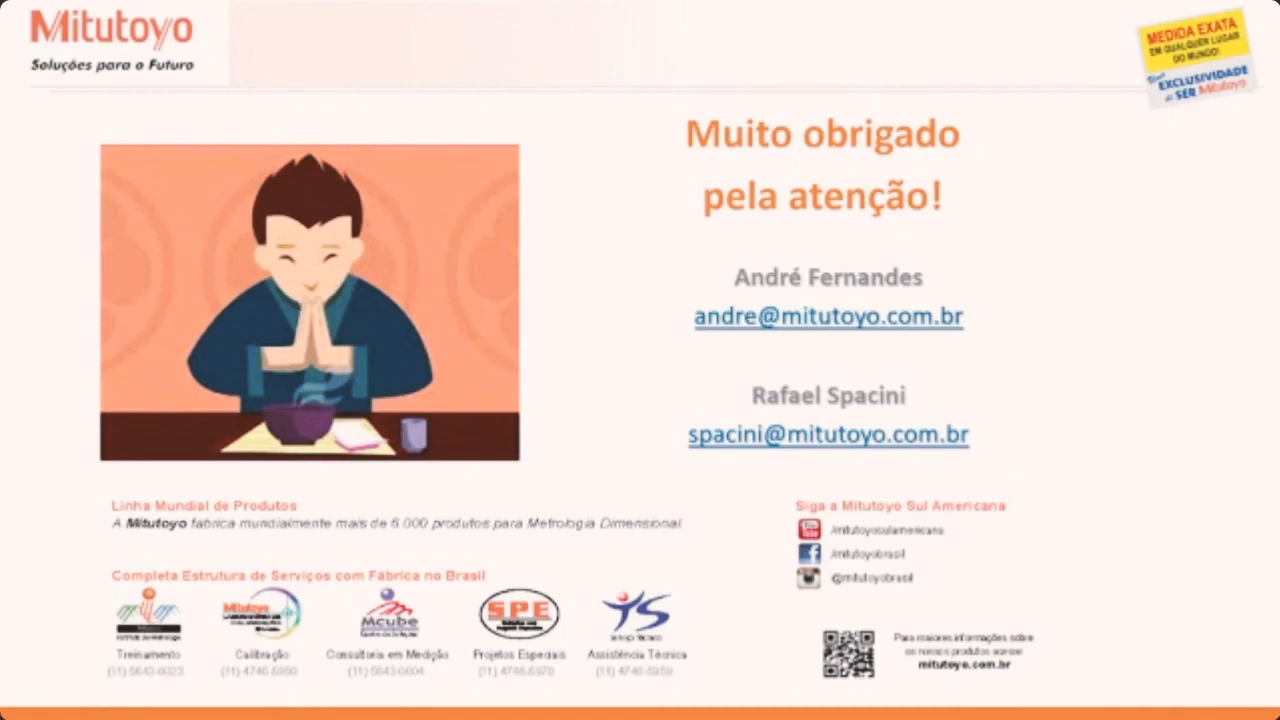 Mitutoyo
Soluções para o Futuro
MEDIDA EXATA
EM QUALQUER LUGAR
DO MUNDO!
EXCLUSIVIDADE
de SER Mitutoyo
Muito obrigado
pela atenção!
André Fernandes
andre@mitutoyo.com.br
Rafael Spacini
spacini@mitutoyo.com.br
Linha Mundial de Produtos
A Mitutoyo fabrica mundialmente mais de 6.000 produtos para Metrologia Dimensional.
Siga a Mitutoyo Sul Americana
/mitutoyosulamericana
/mitutoyobrasil
@mitutoyobrasil
Completa Estrutura de Serviços com Fábrica no Brasil
Mitutoyo
Mcube
SPE
Treinamento
Calibração
Consultoria em Medição
Projetos Especiais
Assistência Técnica
Para maiores informações sobre
os nossos produtos acesse
mitutoyo.com.br